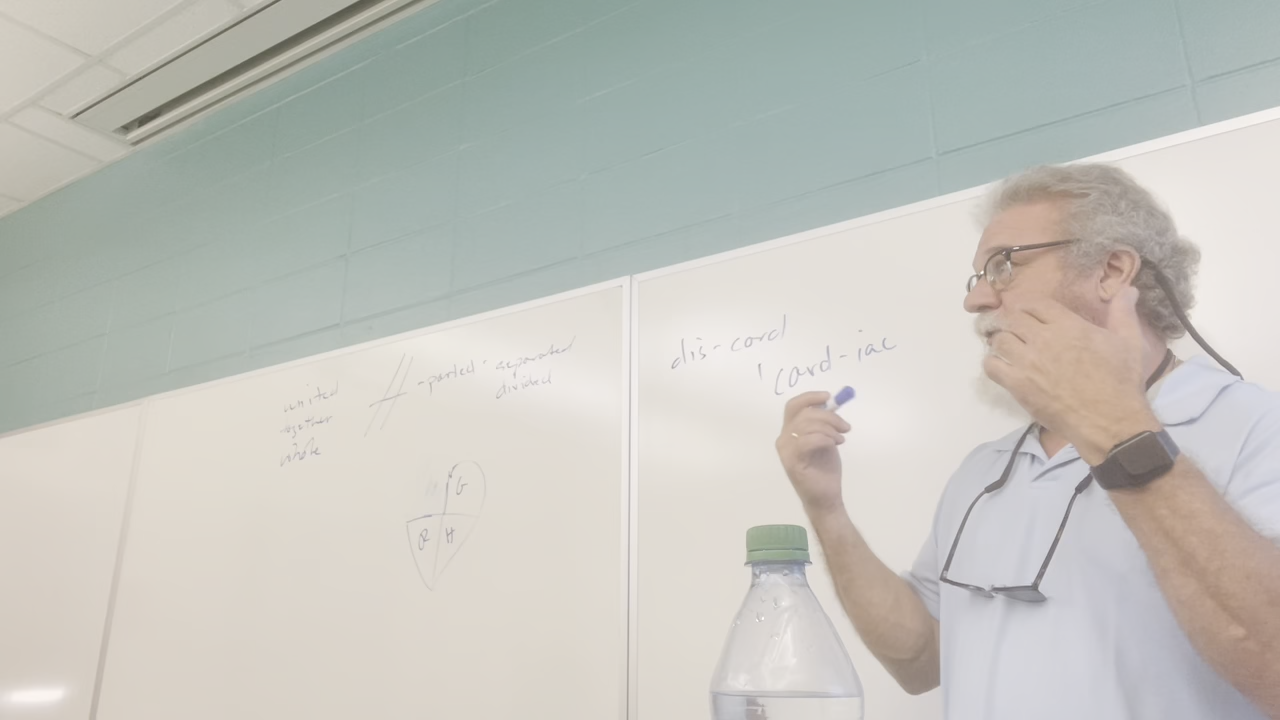 united
together
whole
// - parted - separated
divided
G
R H
dis-cord
'card-iac